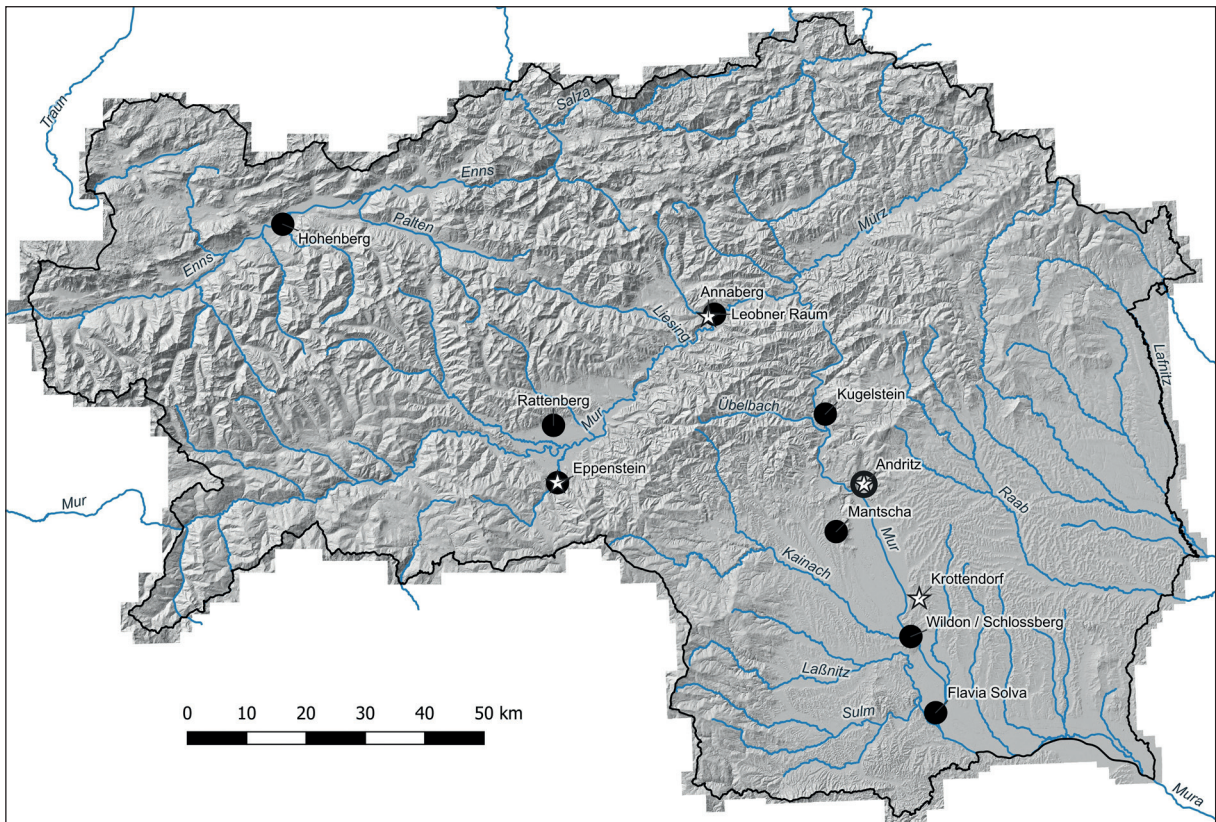 Traun
Salza
Enns
Palten
Hohenberg
Enns
Mürz
Annaberg
Leobner Raum
Liesing
Lafnitz
Rattenberg
Mur
Übelbach
Kugelstein
Eppenstein
Andritz
Raab
Mur
Mantscha
Mur
Kainach
Krottendorf
Wildon / Schlossberg
Laßnitz
Flavia Solva
Sulm
0 10 20 30 40 50 km
Mura